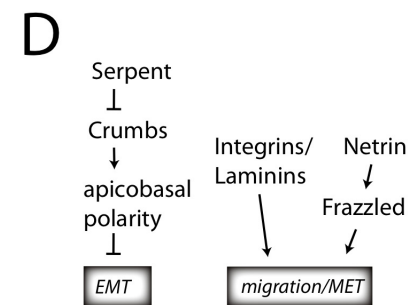 D
Serpent
Crumbs
apicobasal
polarity
EMT
Integrins/
Laminins
Netrin
Frazzled
migration/MET